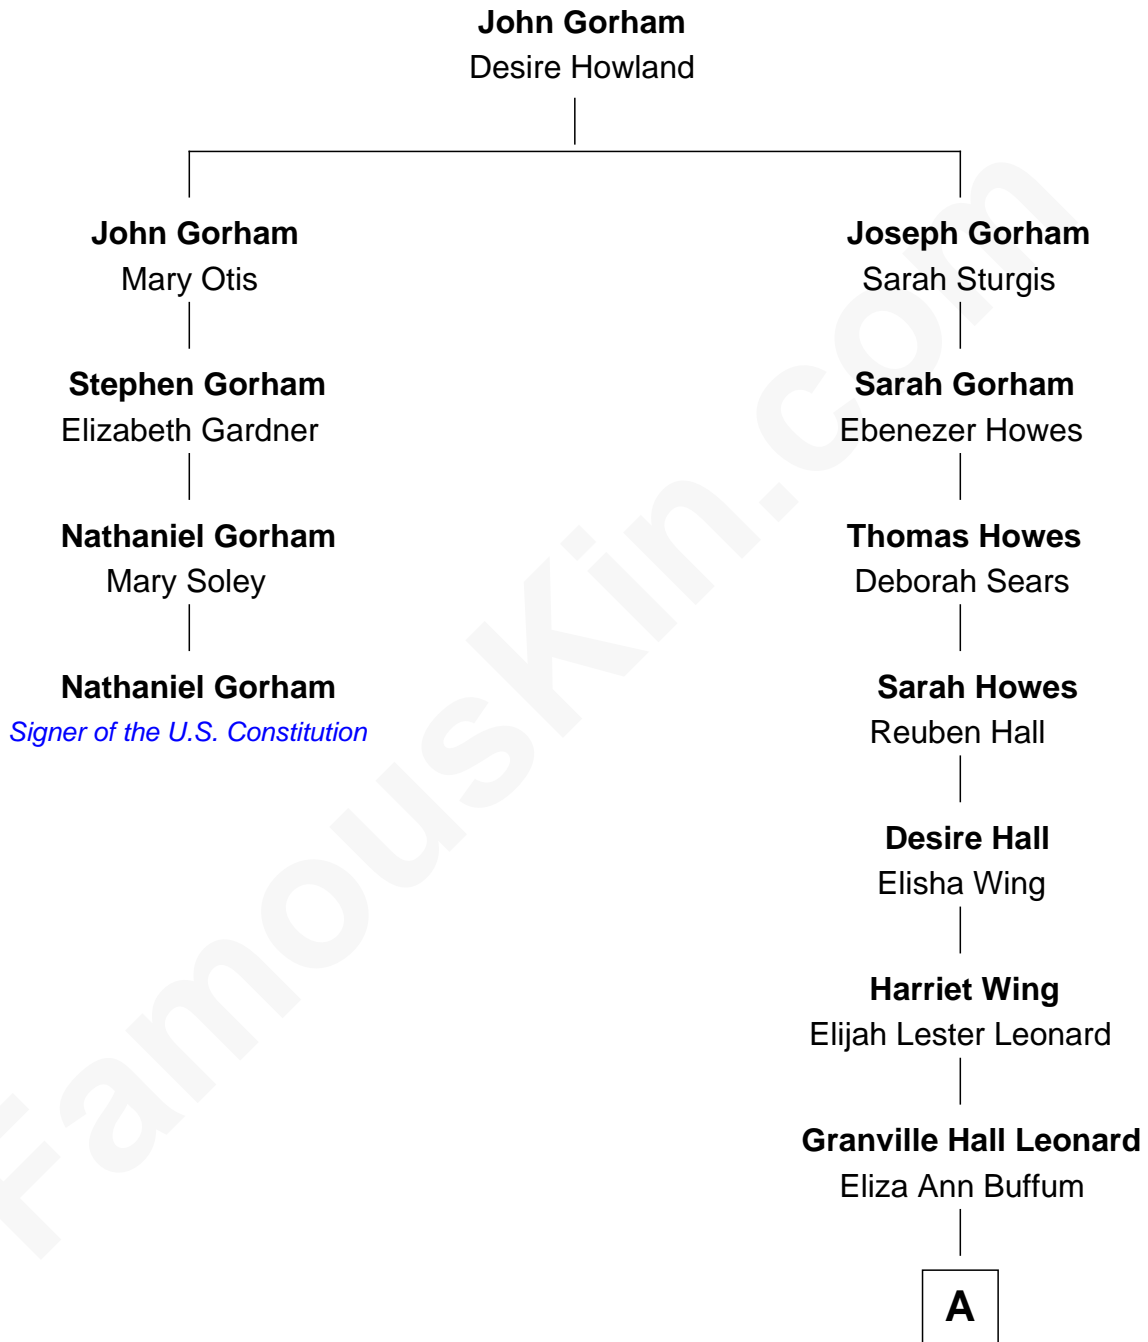 John Gorham
Desire Howland
John Gorham
Mary Otis
Stephen Gorham
Elizabeth Gardner
Nathaniel Gorham
Mary Soley
Nathaniel Gorham
Signer of the U.S. Constitution
Joseph Gorham
Sarah Sturgis
Sarah Gorham
Ebenezer Howes
Thomas Howes
Deborah Sears
Sarah Howes
Reuben Hall
Desire Hall
Elisha Wing
Harriet Wing
Elijah Lester Leonard
Granville Hall Leonard
Eliza Ann Buffum
A
FamousKin.com